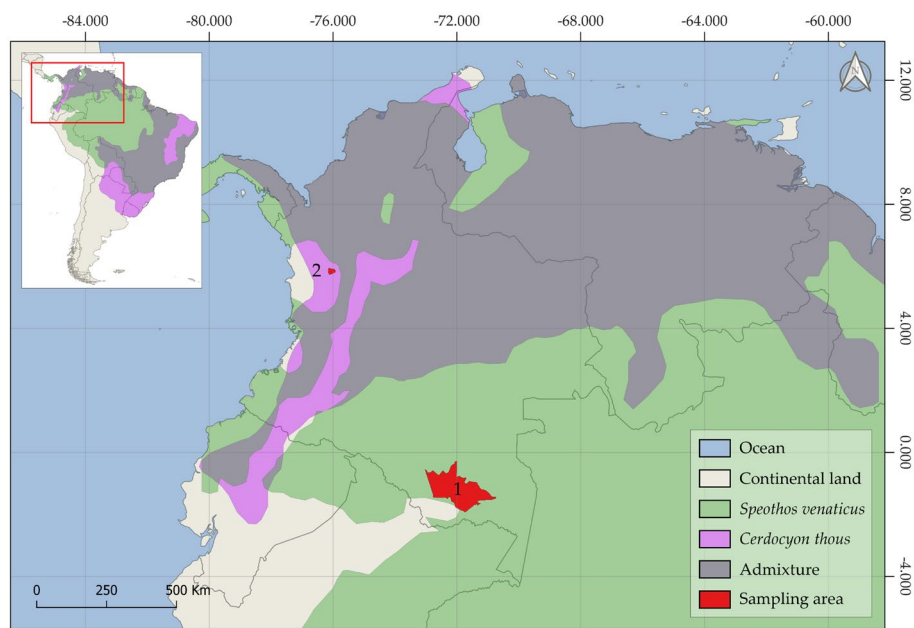 -84.000 -80.000 -76.000 -72.000 -68.000 -64.000 -60.000
N
12.000
8.000
2
4.000
0.000
1
-4.000
Ocean
Continental land
Speothos venaticus
Cerdocyon thous
Admixture
Sampling area
0 250 500 Km